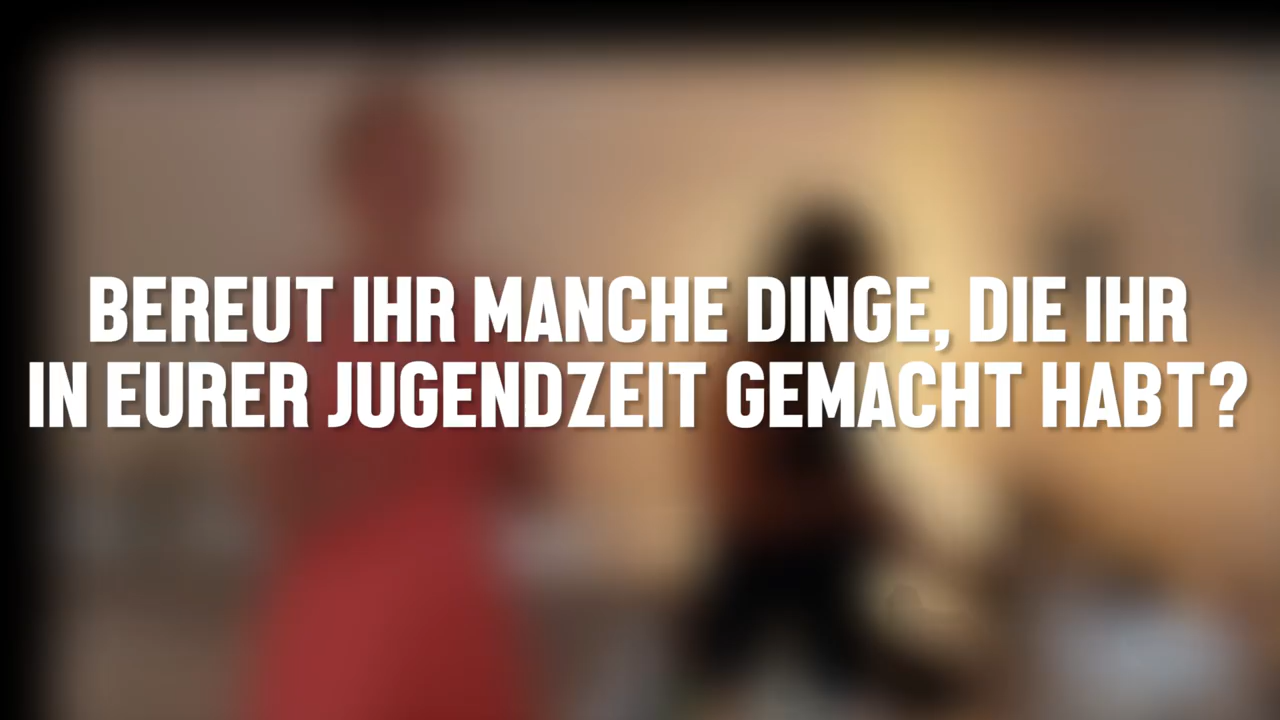 BEREUT IHR MANCHE DINGE, DIE IHR
IN EURER JUGENDZEIT GEMACHT HABT?